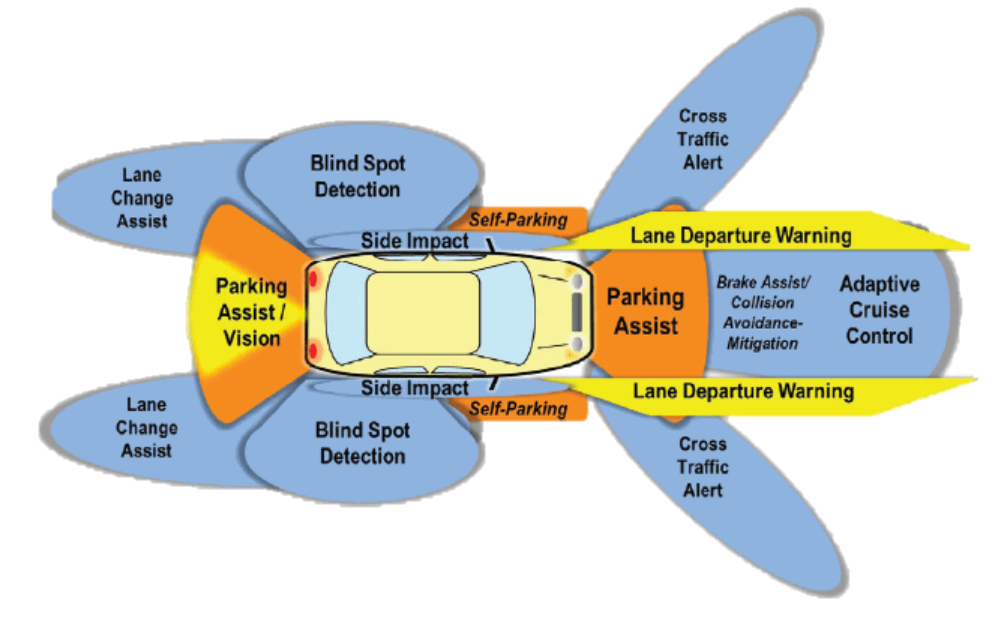 Cross
Traffic
Alert
Lane
Change
Assist
Blind Spot
Detection
Self-Parking
Side Impact
Lane Departure Warning
Parking
Assist /
Vision
Parking
Assist
Brake Assist/
Collision
Avoidance-
Mitigation
Adaptive
Cruise
Control
Side Impact
Self-Parking
Lane Departure Warning
Lane
Change
Assist
Blind Spot
Detection
Cross
Traffic
Alert